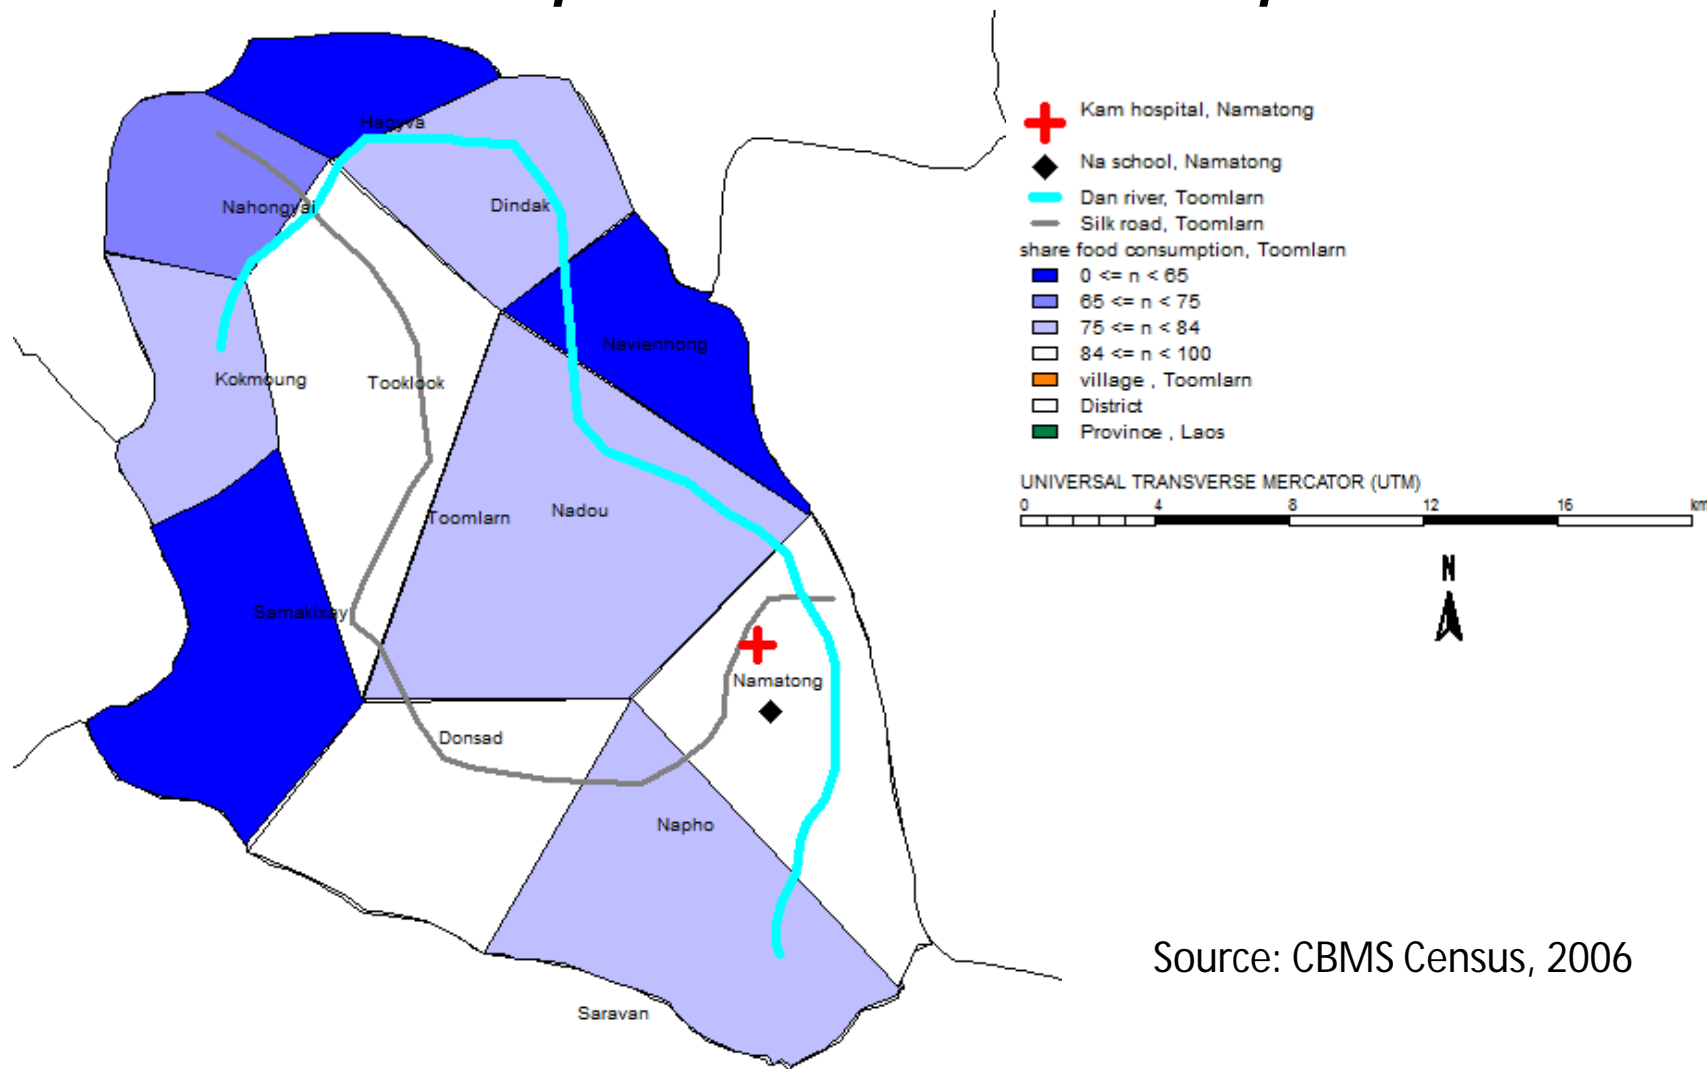 Kam hospital, Namatong
Na school, Namatong
Dan river, Toomlarn
Silk road, Toomlarn
share food consumption, Toomlarn
0 <= n < 65
65 <= n < 75
75 <= n < 84
84 <= n < 100
village , Toomlarn
District
Province , Laos
UNIVERSAL TRANSVERSE MERCATOR (UTM)
0 4 8 12 16 km
N
Hagyva
Nahongyai
Dindak
Navienhong
Kokmoung
Tooklook
Toomlarn
Nadou
Samakixay
Namatong
Donsad
Napho
Saravan
Source: CBMS Census, 2006